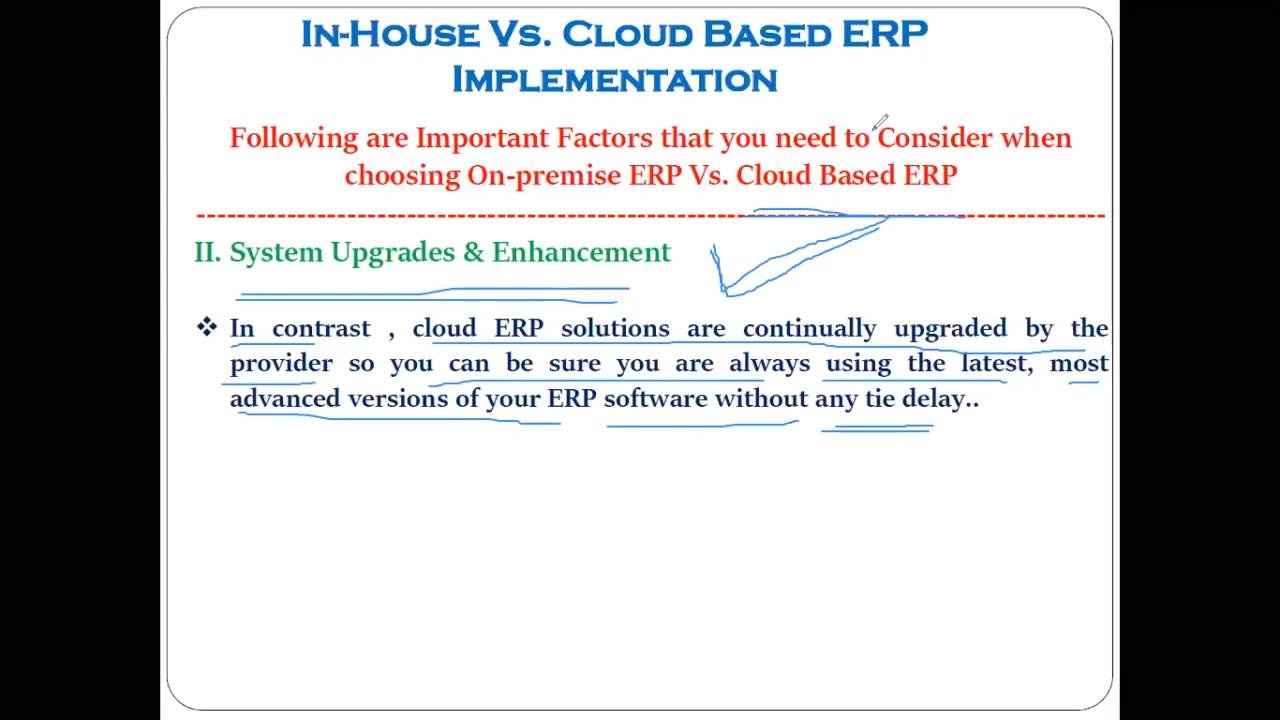 In-House Vs. Cloud Based ERP
Implementation
Following are Important Factors that you need to Consider when
choosing On-premise ERP Vs. Cloud Based ERP
II. System Upgrades & Enhancement
❖ In contrast , cloud ERP solutions are continually upgraded by the
provider so you can be sure you are always using the latest, most
advanced versions of your ERP software without any tie delay..